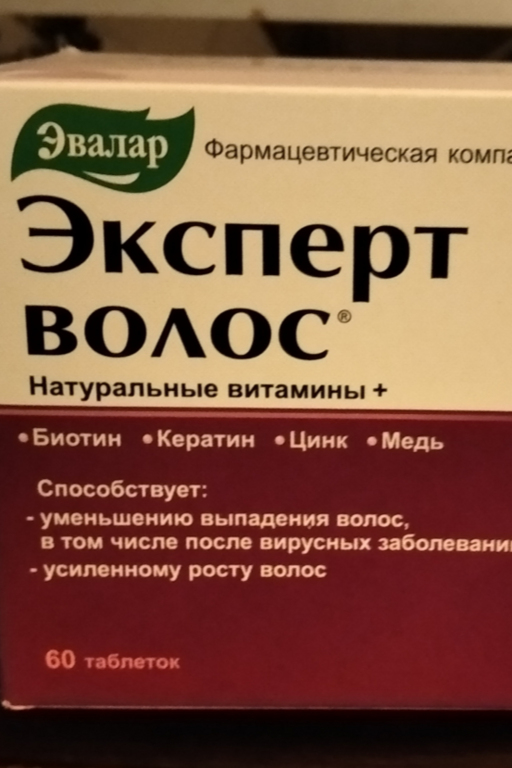 Эвалар
Фармацевтическая
Эксперт
волос®
Натуральные витамины +
• Биотин • Кератин • Цинк • Медь
Способствует:
- уменьшению выпадения волос,
в том числе после вирусных
- усиленному росту волос
60 таблеток